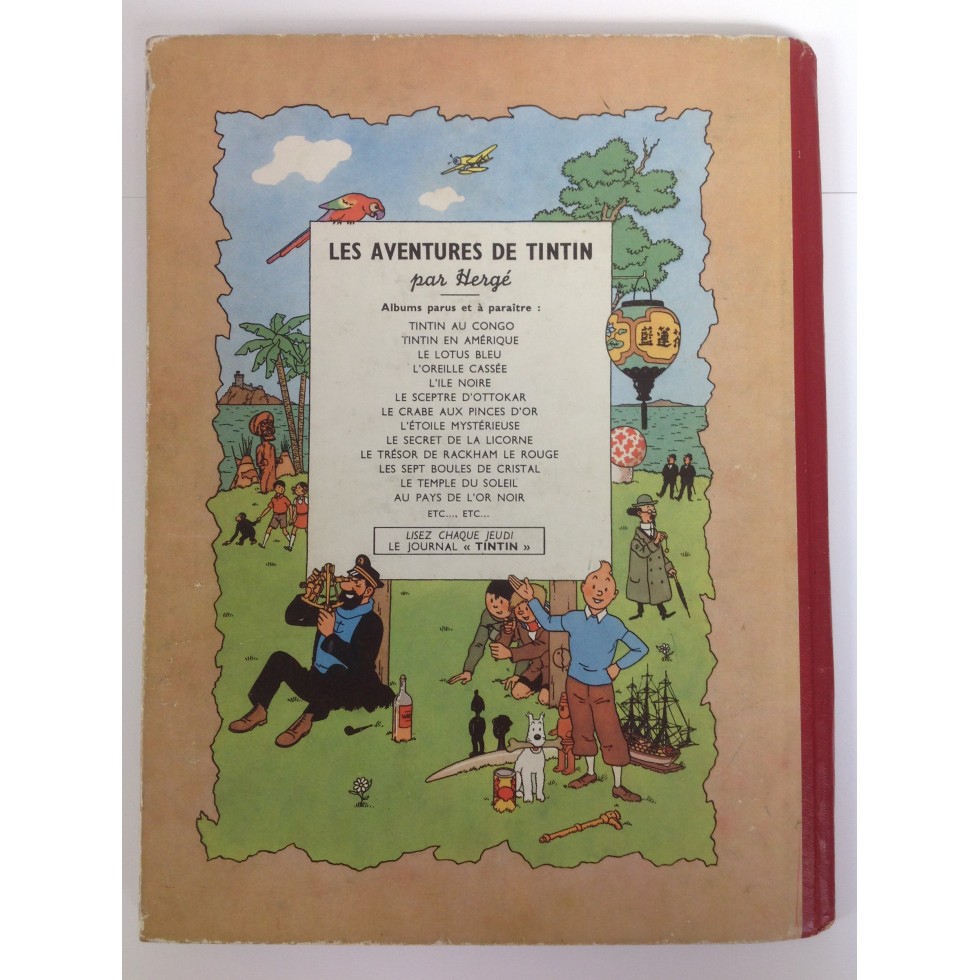 LES AVENTURES DE TINTIN
par Hergé
Albums parus et à paraître :
TINTIN AU CONGO
TINTIN EN AMÉRIQUE
LE LOTUS BLEU
L'OREILLE CASSÉE
L'ILE NOIRE
LE SCEPTRE D'OTTOKAR
LE CRABE AUX PINCES D'OR
L'ÉTOILE MYSTÉRIEUSE
LE SECRET DE LA LICORNE
LE TRÉSOR DE RACKHAM LE ROUGE
LES SEPT BOULES DE CRISTAL
LE TEMPLE DU SOLEIL
AU PAYS DE L'OR NOIR
ETC..., ETC...
LISEZ CHAQUE JEUDI
LE JOURNAL « TINTIN »
藍蓮花